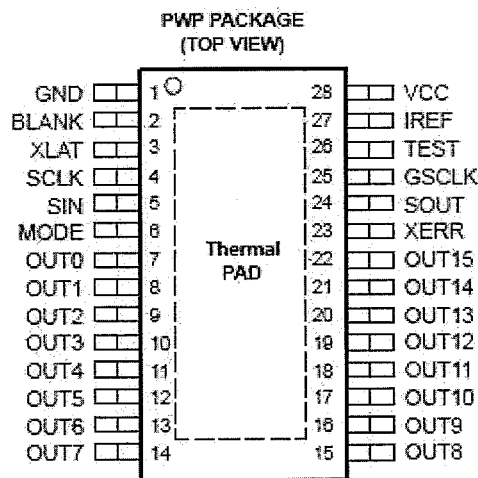 PWP PACKAGE
(TOP VIEW)
GND 1 28 VCC
BLANK 2 27 IREF
XLAT 3 26 TEST
SCLK 4 25 GSCLK
SIN 5 24 SOUT
MODE 6 23 XERR
OUT0 7 22 OUT15
OUT1 8 21 OUT14
OUT2 9 20 OUT13
OUT3 10 19 OUT12
OUT4 11 18 OUT11
OUT5 12 17 OUT10
OUT6 13 16 OUT9
OUT7 14 15 OUT8
Thermal
PAD